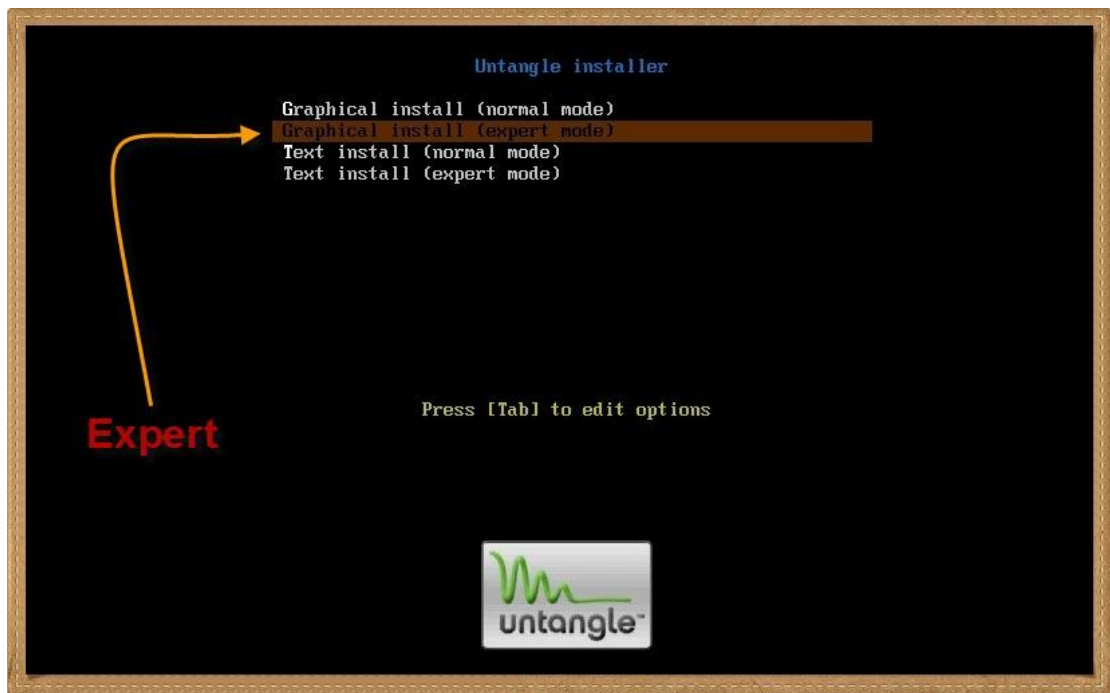 Untangle installer
Graphical install (normal mode)
Graphical install (expert mode)
Text install (normal mode)
Text install (expert mode)
Press [Tab] to edit options
Expert
untangle™